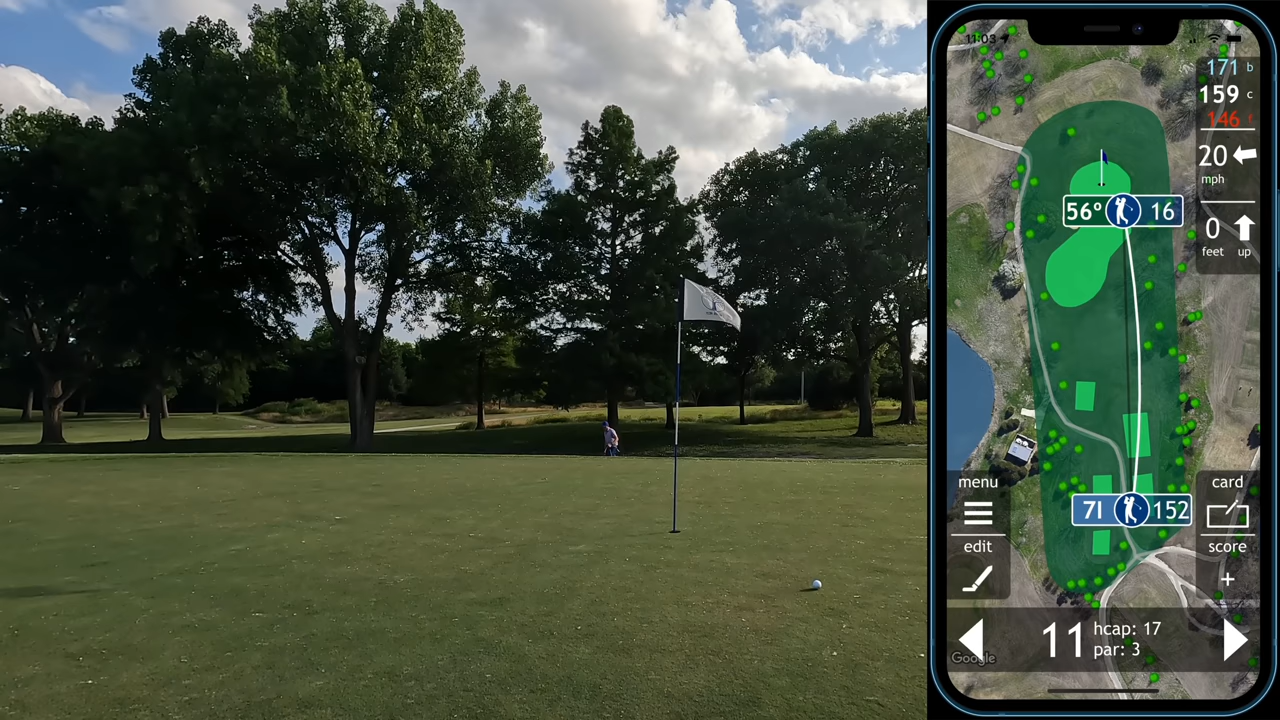 11:03
171 b
159 c
146
20
mph
0
feet up
56° 16
menu
card
71 152
edit
score
+
11
hcap: 17
par: 3
Google